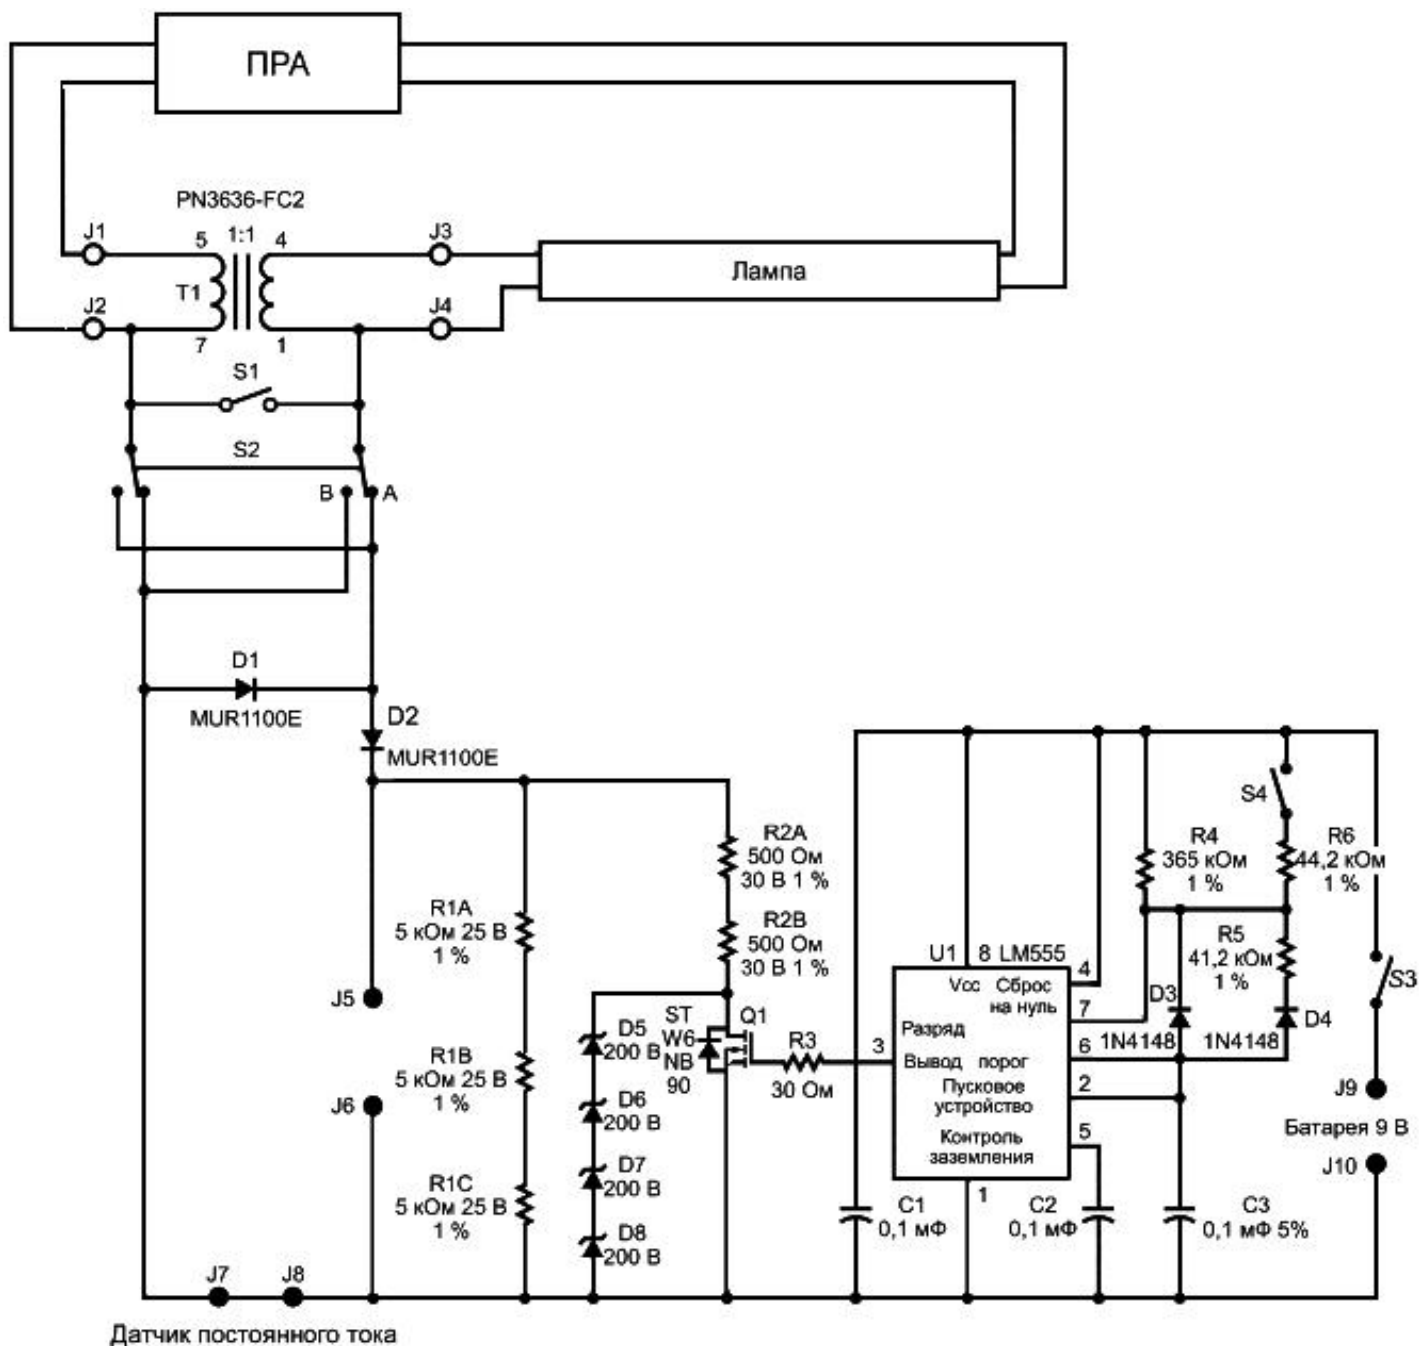 ПРА
PN3636-FC2
J1
5
1:1
4
J3
T1
Лампа
J2
7
1
J4
S1
S2
B
A
D1
MUR1100E
D2
MUR1100E
S4
R2A
500 Ом
30 В 1 %
R4
365 кОм
1 %
R6
44,2 кОм
1 %
R1A
5 кОм 25 В
1 %
R2B
500 Ом
30 В 1 %
R5
41,2 кОм
1 %
U1
8
LM555
4
Vcc
Сброс
на нуль
S3
J5
7
D3
ST
W6
NB
90
Q1
Разряд
D5
200 В
R3
30 Ом
3
Вывод
порог
6
1N4148
1N4148
D4
R1B
5 кОм 25 В
1 %
J6
D6
200 В
Пусковое
устройство
2
J9
Батарея 9 В
J10
Контроль
заземления
5
D7
200 В
R1C
5 кОм 25 В
1 %
1
C1
0,1 мФ
C2
0,1 мФ
C3
0,1 мФ 5%
D8
200 В
J7
J8
Датчик постоянного тока